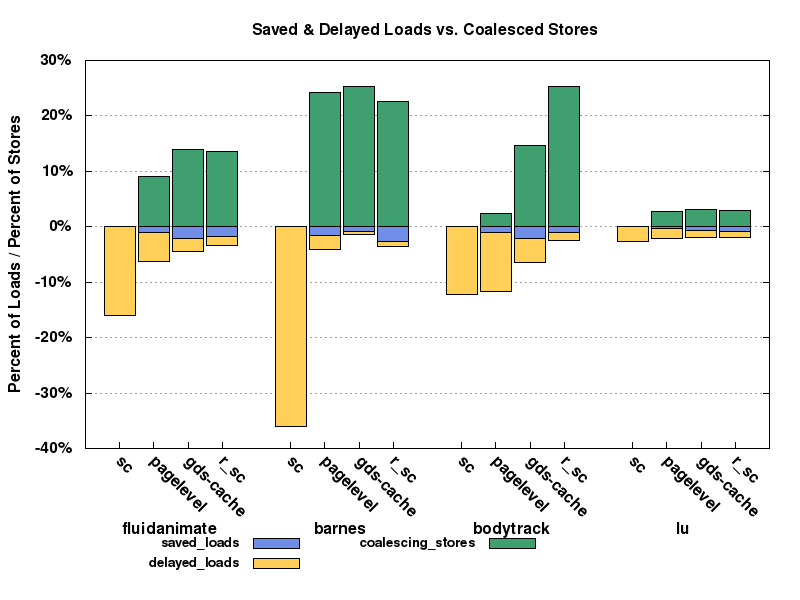 Saved & Delayed Loads vs. Coalesced Stores
Percent of Loads / Percent of Stores
30%
20%
10%
0%
-10%
-20%
-30%
-40%
sc
pagelevel
gds-cache
r_sc
sc
pagelevel
gds-cache
r_sc
sc
pagelevel
gds-cache
r_sc
sc
pagelevel
gds-cache
r_sc
fluidanimate barnes bodytrack lu
saved_loads coalescing_stores
delayed_loads